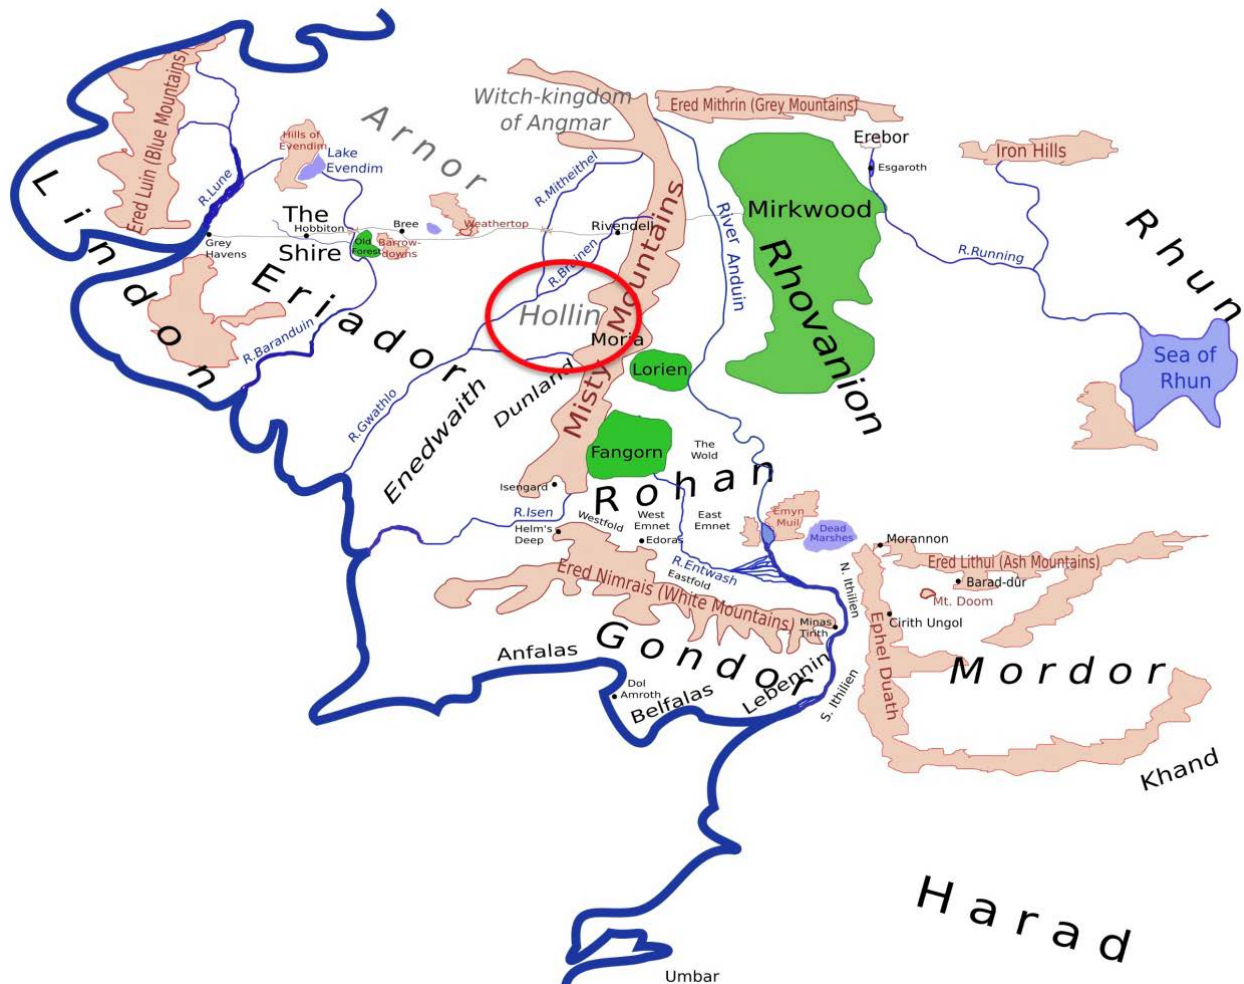 Witch-kingdom
of Angmar
Ered Mithrin (Grey Mountains)
Arnor
Erebor
Esgaroth
Iron Hills
Ered Luin (Blue Mountains)
Hills of
Evendim
Lake
Evendim
R.Lune
R.Mitheithel
Misty Mountains
River Anduin
Mirkwood
Rhun
Lindon
The
Shire
Hobbiton
Bree
Weathertop
Rivendell
Grey
Havens
Old
Forest
Barrow-
downs
R.Bruinen
R.Running
Rhovanion
Eriador
Hollin
Moria
R.Baranduin
Sea of
Rhun
Lorien
Dunland
Enedwaith
R.Gwathlo
Fangorn
The
Wold
Rohan
Isengard
R.Isen
Westfold
West
Emnet
East
Emnet
Emyn
Muil
Dead
Marshes
Helm's
Deep
Edoras
Morannon
Ered Lithui (Ash Mountains)
R.Entwash
Eastfold
N. Ithilien
Barad-dûr
Mt. Doom
Ered Nimrais (White Mountains)
Minas
Tirith
Cirith Ungol
Ephel Duath
Gondor
Mordor
Anfalas
Lebennin
S. Ithilien
Dol
Amroth
Belfalas
Khand
Harad
Umbar